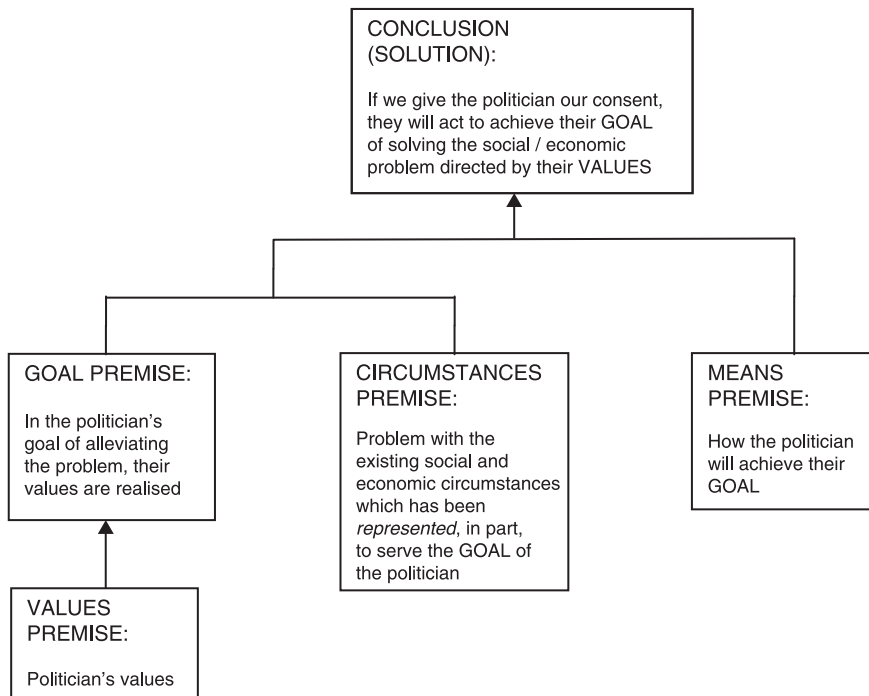 CONCLUSION
(SOLUTION):
If we give the politician our consent,
they will act to achieve their GOAL
of solving the social / economic
problem directed by their VALUES
GOAL PREMISE:
In the politician’s
goal of alleviating
the problem, their
values are realised
CIRCUMSTANCES
PREMISE:
Problem with the
existing social and
economic circumstances
which has been
represented, in part,
to serve the GOAL of
the politician
MEANS
PREMISE:
How the politician
will achieve their
GOAL
VALUES
PREMISE:
Politician’s values